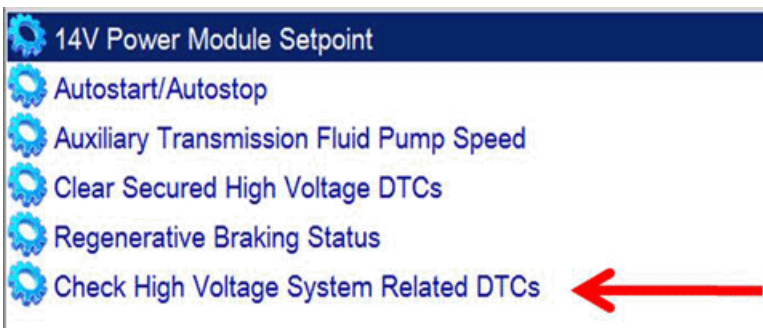 14V Power Module Setpoint
Autostart/Autostop
Auxiliary Transmission Fluid Pump Speed
Clear Secured High Voltage DTCs
Regenerative Braking Status
Check High Voltage System Related DTCs